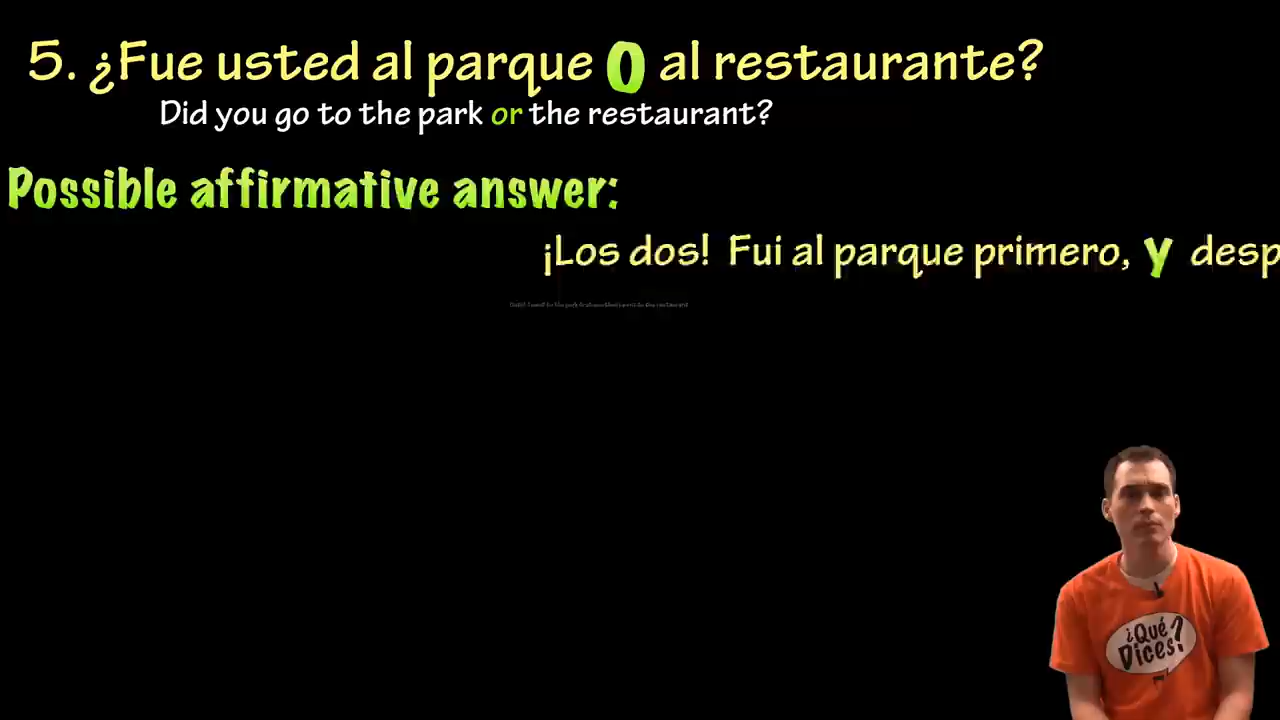 5. ¿Fue usted al parque o al restaurante?
Did you go to the park or the restaurant?
Possible affirmative answer:
¡Los dos! Fui al parque primero, y desp
¿Qué
Dices?